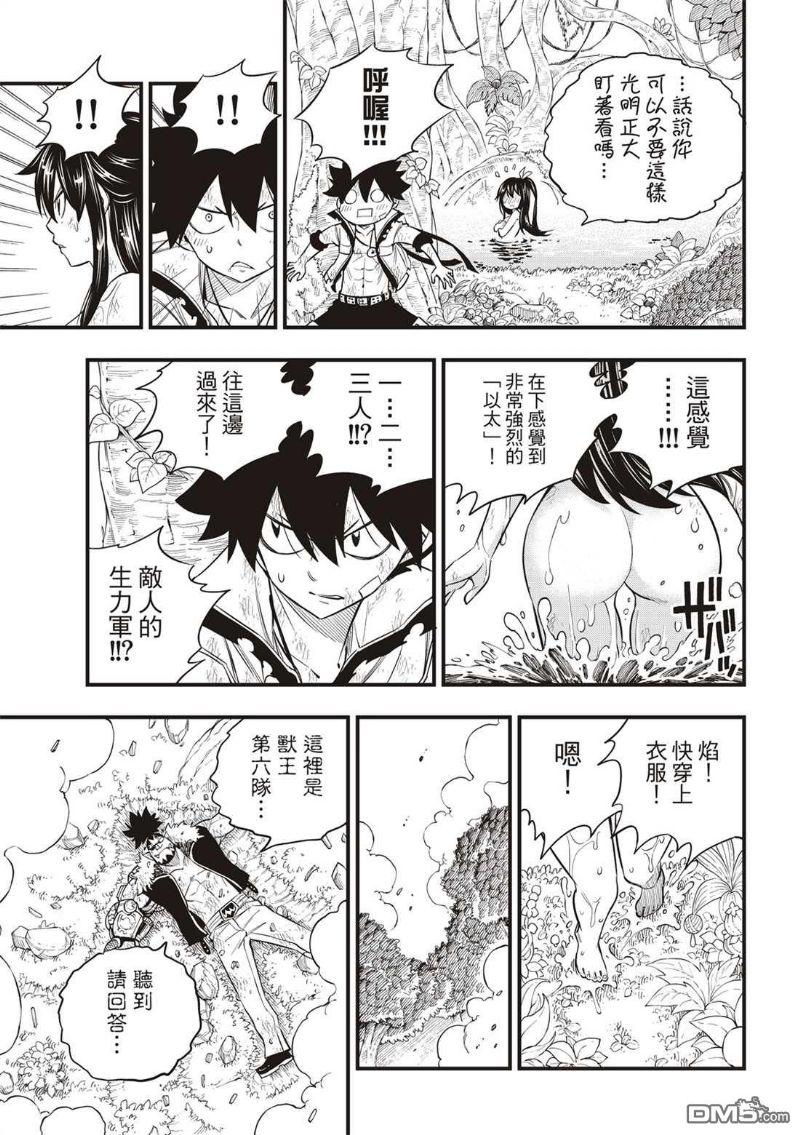 …話說你
可以不要這樣
光明正大
盯著看嗎…
呼喔!!!
!!
!!
這感覺
……!!!
在下感覺到
非常強烈的
「以太」!
ザバッ
一…二…
三人!!?
往這邊
過來了!
敵人的
生力軍
!!?
焰!
快穿上
衣服!
嗯!
這裡是
獸王
第六隊…
聽到
請回答…
DM5.com